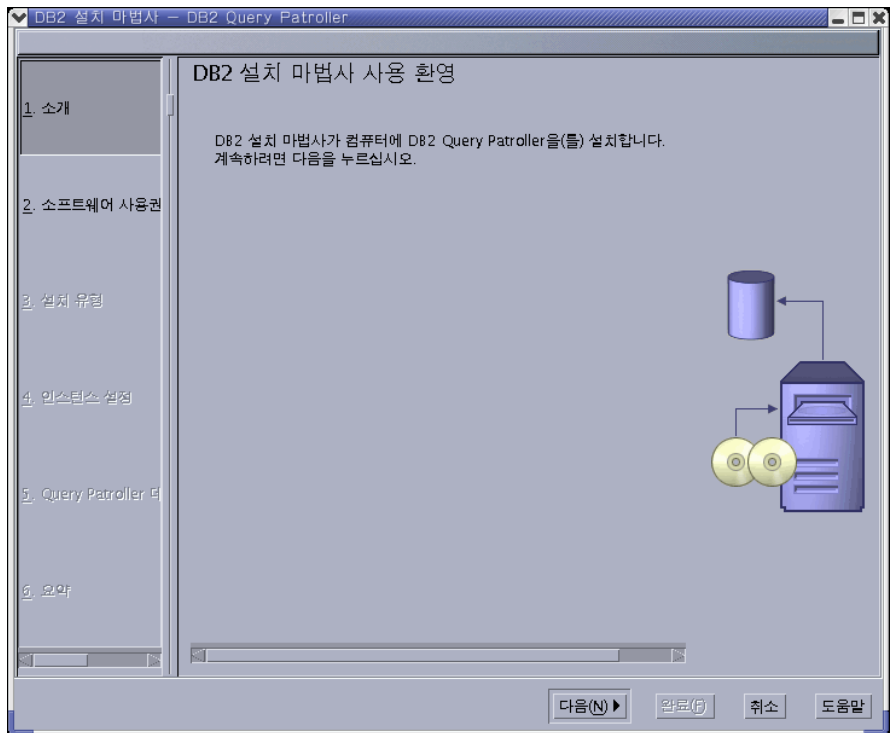 DB2 설치 마법사 - DB2 Query Patroller
1. 소개
2. 소프트웨어 사용권
3. 설치 유형
4. 인스턴스 설정
5. Query Patroller 데
6. 요약
DB2 설치 마법사 사용 환영
DB2 설치 마법사가 컴퓨터에 DB2 Query Patroller을(를) 설치합니다.
계속하려면 다음을 누르십시오.
다음(N)
완료(F)
취소
도움말